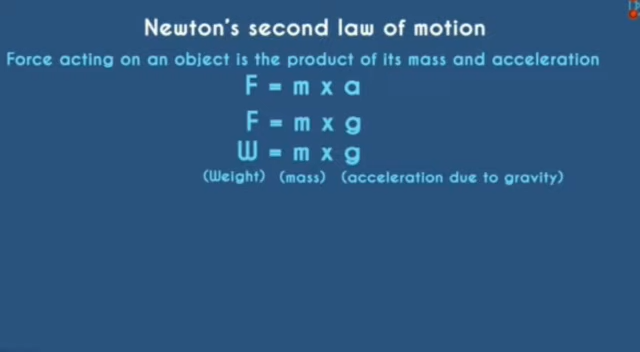 Newton's second law of motion
Force acting on an object is the product of its mass and acceleration
F = m x a
F = m x g
W = m x g
(Weight) (mass) (acceleration due to gravity)